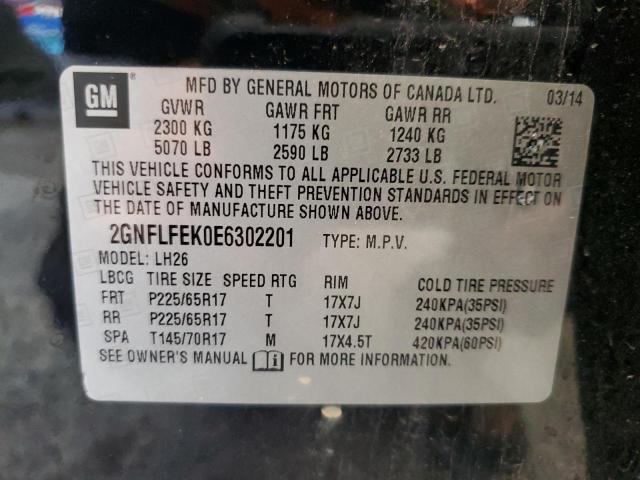 GM ® MFD BY GENERAL MOTORS OF CANADA LTD. 03/14
GVWR GAWR FRT GAWR RR
2300 KG 1175 KG 1240 KG
5070 LB 2590 LB 2733 LB
THIS VEHICLE CONFORMS TO ALL APPLICABLE U.S. FEDERAL MOTOR
VEHICLE SAFETY AND THEFT PREVENTION STANDARDS IN EFFECT ON
THE DATE OF MANUFACTURE SHOWN ABOVE.
2GNFLFEK0E6302201 TYPE: M.P.V.
MODEL: LH26
LBCG TIRE SIZE SPEED RTG RIM COLD TIRE PRESSURE
FRT P225/65R17 T 17X7J 240KPA(35PSI)
RR P225/65R17 T 17X7J 240KPA(35PSI)
SPA T145/70R17 M 17X4.5T 420KPA(60PSI)
SEE OWNER'S MANUAL FOR MORE INFORMATION.